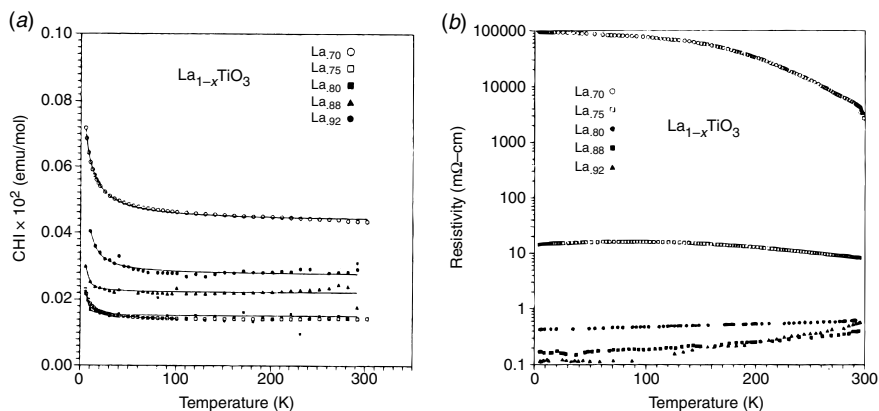 (a)
0.10
0.08
0.06
0.04
0.02
0.00
CHI × 10² (emu/mol)
La1−xTiO3
La.70
La.75
La.80
La.88
La.92
0 100 200 300
Temperature (K)
(b)
100000
10000
1000
100
10
1
0.1
Resistivity (mΩ–cm)
La.70
La.75
La.80
La.88
La.92
La1−xTiO3
0 100 200 300
Temperature (K)